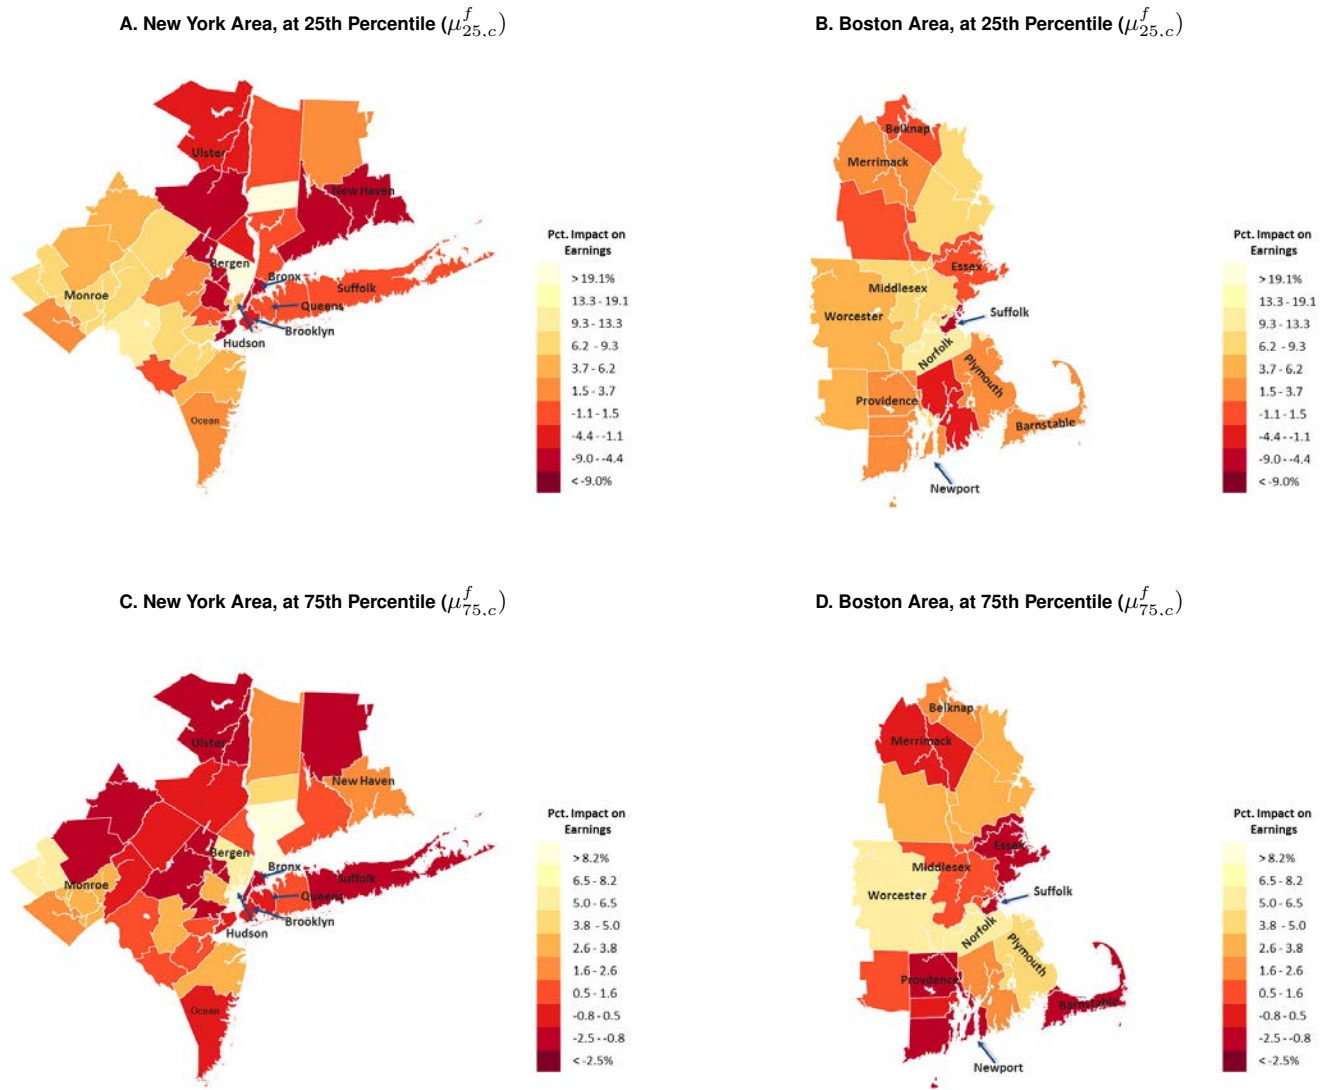 A. New York Area, at 25th Percentile (μ^f_{25,c})
Ulster
New Haven
Bergen
Bronx
Suffolk
Monroe
Queens
Brooklyn
Hudson
Ocean
Pct. Impact on
Earnings
> 19.1%
13.3 - 19.1
9.3 - 13.3
6.2 - 9.3
3.7 - 6.2
1.5 - 3.7
-1.1 - 1.5
-4.4 - -1.1
-9.0 - -4.4
< -9.0%
B. Boston Area, at 25th Percentile (μ^f_{25,c})
Belknap
Merrimack
Essex
Middlesex
Worcester
Suffolk
Norfolk
Plymouth
Providence
Barnstable
Newport
Pct. Impact on
Earnings
> 19.1%
13.3 - 19.1
9.3 - 13.3
6.2 - 9.3
3.7 - 6.2
1.5 - 3.7
-1.1 - 1.5
-4.4 - -1.1
-9.0 - -4.4
< -9.0%
C. New York Area, at 75th Percentile (μ^f_{75,c})
Ulster
New Haven
Bergen
Bronx
Suffolk
Monroe
Queens
Brooklyn
Hudson
Ocean
Pct. Impact on
Earnings
> 8.2%
6.5 - 8.2
5.0 - 6.5
3.8 - 5.0
2.6 - 3.8
1.6 - 2.6
0.5 - 1.6
-0.8 - 0.5
-2.5 - -0.8
< -2.5%
D. Boston Area, at 75th Percentile (μ^f_{75,c})
Belknap
Merrimack
Essex
Middlesex
Worcester
Suffolk
Norfolk
Plymouth
Providence
Barnstable
Newport
Pct. Impact on
Earnings
> 8.2%
6.5 - 8.2
5.0 - 6.5
3.8 - 5.0
2.6 - 3.8
1.6 - 2.6
0.5 - 1.6
-0.8 - 0.5
-2.5 - -0.8
< -2.5%